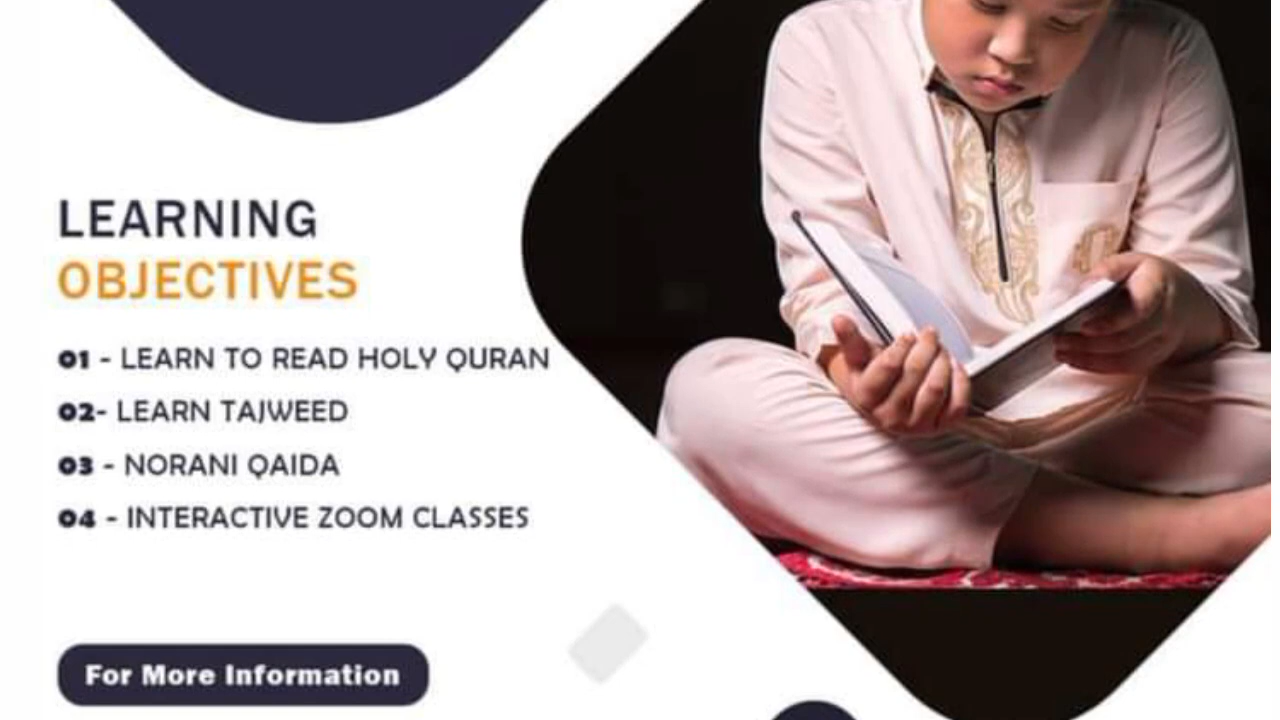 LEARNING
OBJECTIVES
01 - LEARN TO READ HOLY QURAN
02- LEARN TAJWEED
03 - NORANI QAIDA
04 - INTERACTIVE ZOOM CLASSES
For More Information